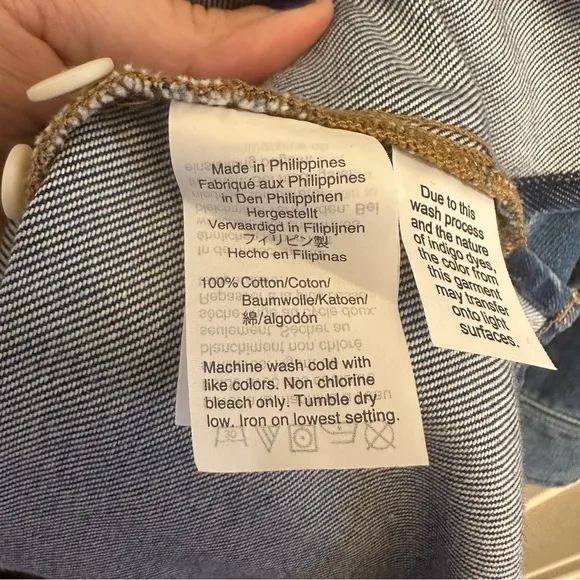 Made in Philippines
Fabriqué aux Philippines
in Den Philippinen
Hergestellt
Vervaardigd in Filipijnen
フィリピン製
Hecho en Filipinas
100% Cotton/Coton/
Baumwolle/Katoen/
綿/algodón
Machine wash cold with
like colors. Non chlorine
bleach only. Tumble dry
low. Iron on lowest setting.
30
Due to this
wash process
and the nature
of indigo dyes,
the color from
this garment
may transfer
onto light
surfaces.